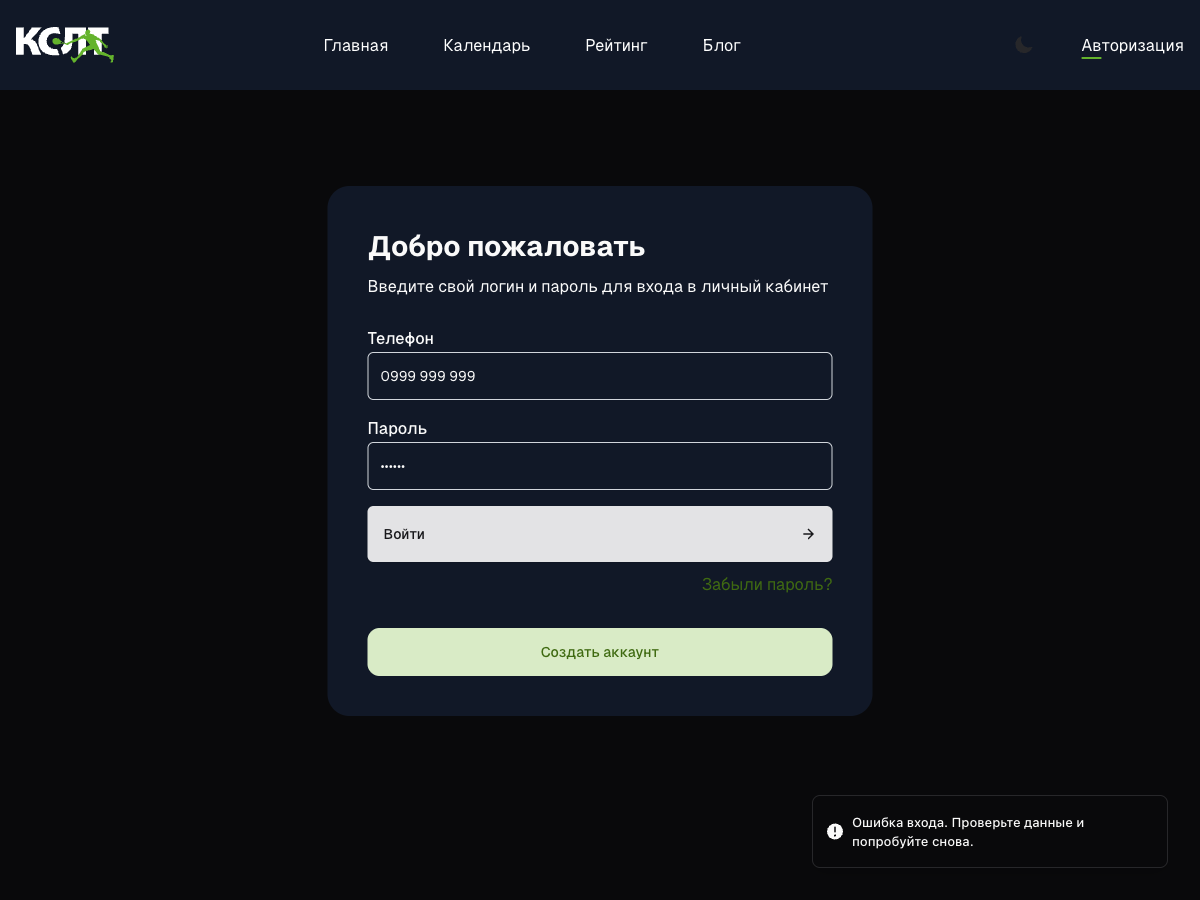 КСЛТ
Главная
Календарь
Рейтинг
Блог
Авторизация
Добро пожаловать
Введите свой логин и пароль для входа в личный кабинет
Телефон
0999 999 999
Пароль
••••••
Войти
Забыли пароль?
Создать аккаунт
Ошибка входа. Проверьте данные и
попробуйте снова.